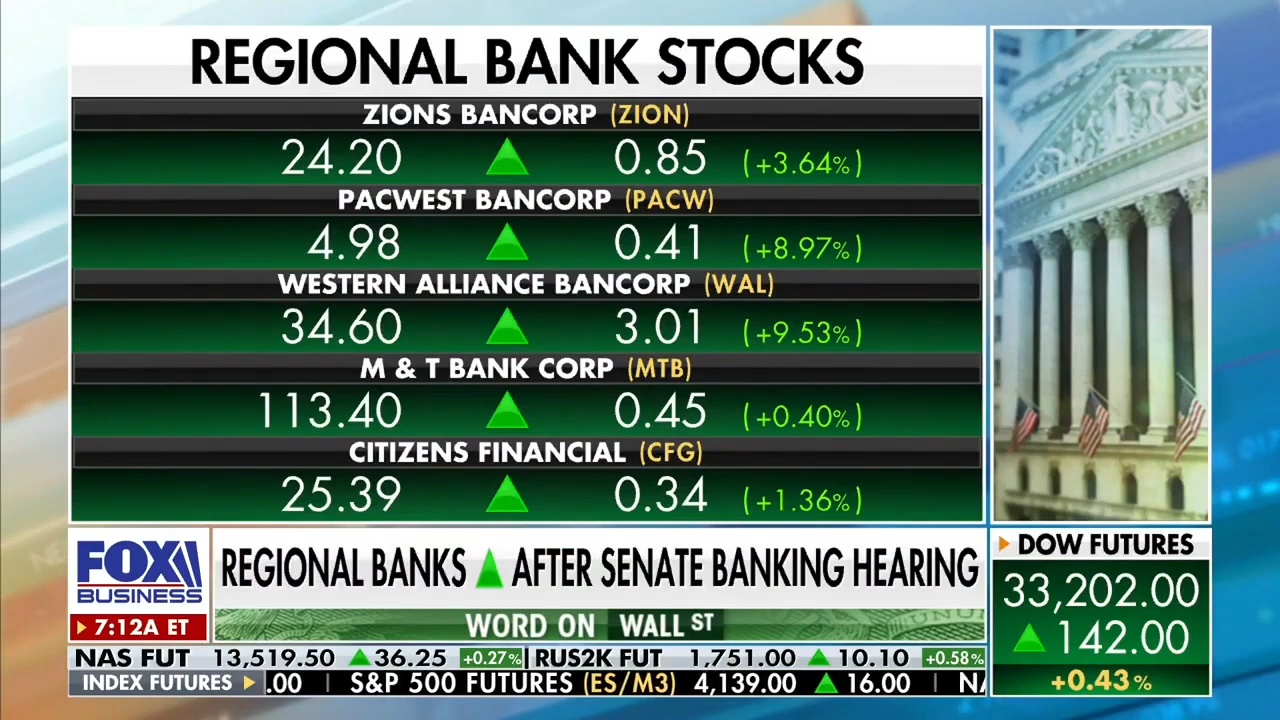 REGIONAL BANK STOCKS
ZIONS BANCORP (ZION)
24.20 ▲ 0.85 (+3.64%)
PACWEST BANCORP (PACW)
4.98 ▲ 0.41 (+8.97%)
WESTERN ALLIANCE BANCORP (WAL)
34.60 ▲ 3.01 (+9.53%)
M & T BANK CORP (MTB)
113.40 ▲ 0.45 (+0.40%)
CITIZENS FINANCIAL (CFG)
25.39 ▲ 0.34 (+1.36%)
FOX
BUSINESS
7:12A ET
REGIONAL BANKS ▲ AFTER SENATE BANKING HEARING
WORD ON WALL ST
DOW FUTURES
33,202.00
▲ 142.00
+0.43%
NAS FUT 13,519.50 ▲36.25 +0.27% RUS2K FUT 1,751.00 ▲ 10.10 +0.58%
INDEX FUTURES .00 | S&P 500 FUTURES (ES/M3) 4,139.00 ▲ 16.00 | NA